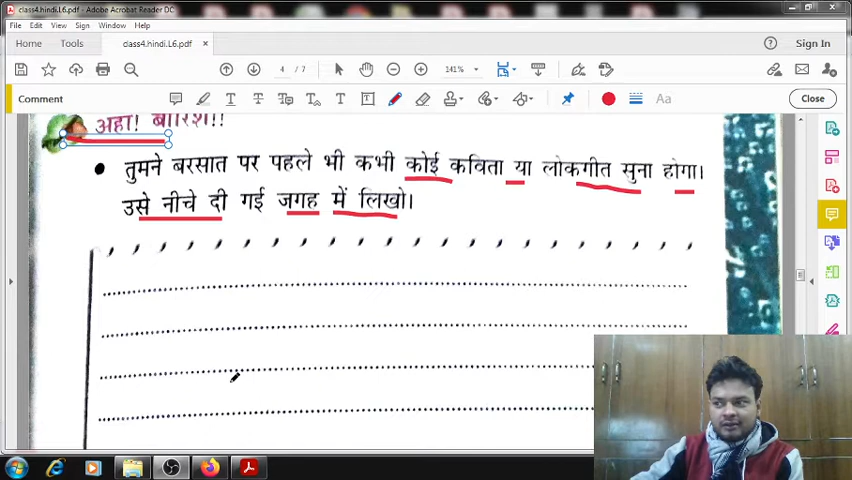 class4.hindi.L6.pdf - Adobe Acrobat Reader DC
File Edit View Sign Window Help
Home Tools class4.hindi.L6.pdf × Sign In
4 / 7 141%
Comment Aa Close
अहा! बारिश!!
• तुमने बरसात पर पहले भी कभी कोई कविता या लोकगीत सुना होगा।
उसे नीचे दी गई जगह में लिखो।